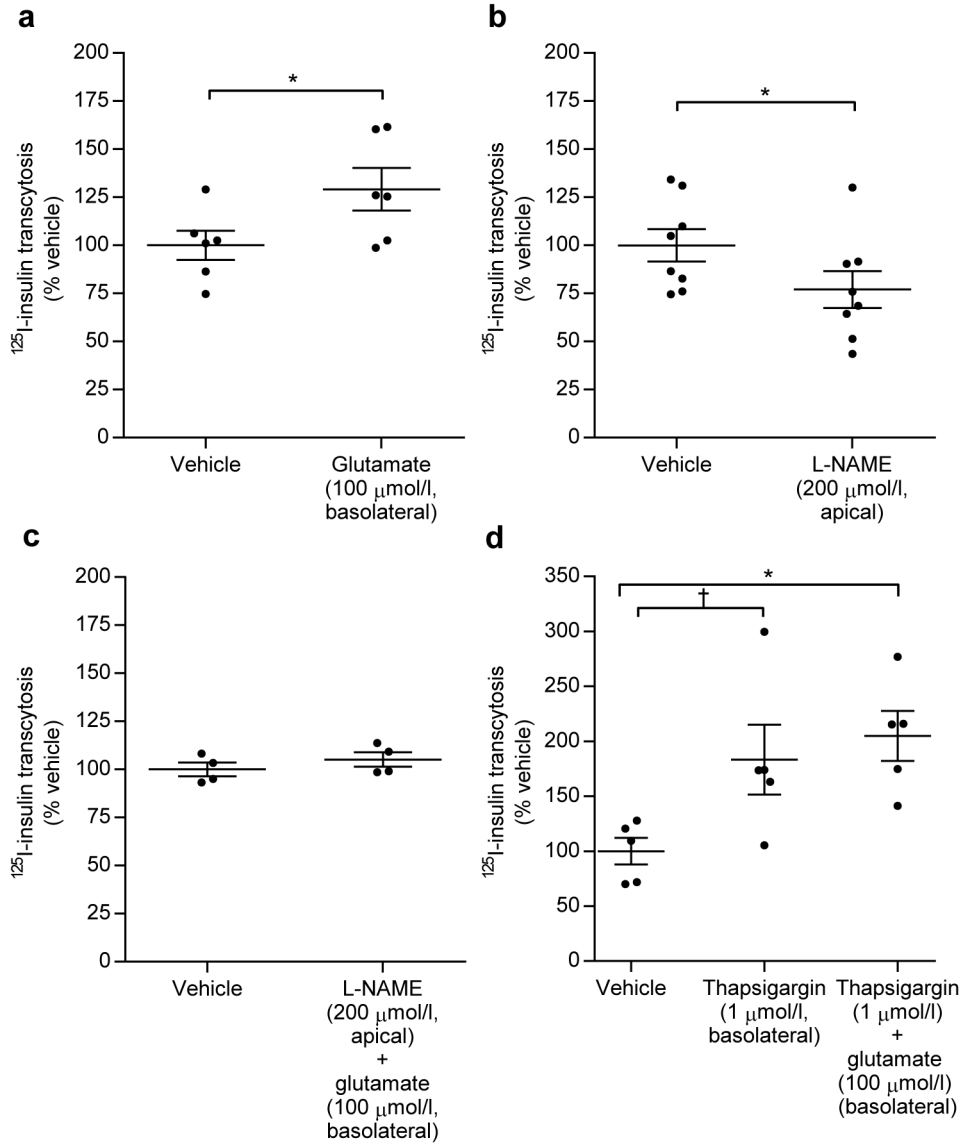 a
200
175
150
125
100
75
50
25
0
¹²⁵I-insulin transcytosis
(% vehicle)
*
Vehicle
Glutamate
(100 μmol/l,
basolateral)
b
200
175
150
125
100
75
50
25
0
¹²⁵I-insulin transcytosis
(% vehicle)
*
Vehicle
L-NAME
(200 μmol/l,
apical)
c
200
175
150
125
100
75
50
25
0
¹²⁵I-insulin transcytosis
(% vehicle)
Vehicle
L-NAME
(200 μmol/l,
apical)
+
glutamate
(100 μmol/l,
basolateral)
d
350
300
250
200
150
100
50
0
¹²⁵I-insulin transcytosis
(% vehicle)
*
†
Vehicle
Thapsigargin
(1 μmol/l,
basolateral)
Thapsigargin
(1 μmol/l)
+
glutamate
(100 μmol/l)
(basolateral)